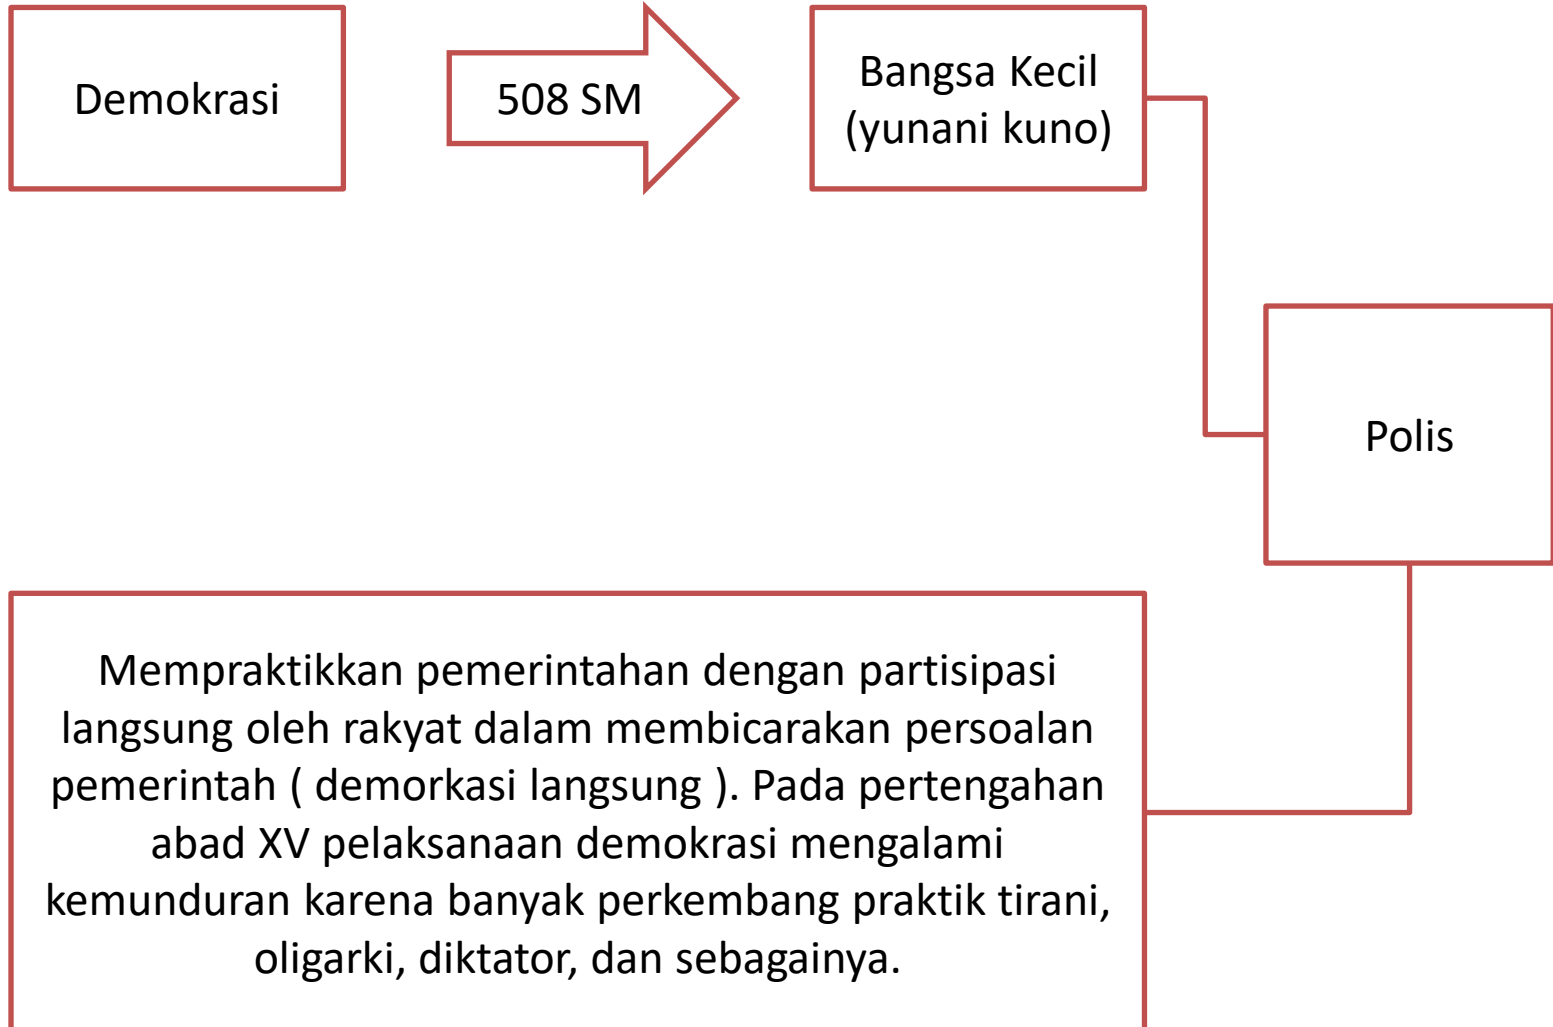 Demokrasi
508 SM
Bangsa Kecil
(yunani kuno)
Polis
Mempraktikkan pemerintahan dengan partisipasi
langsung oleh rakyat dalam membicarakan persoalan
pemerintah ( demorkasi langsung ). Pada pertengahan
abad XV pelaksanaan demokrasi mengalami
kemunduran karena banyak perkembang praktik tirani,
oligarki, diktator, dan sebagainya.